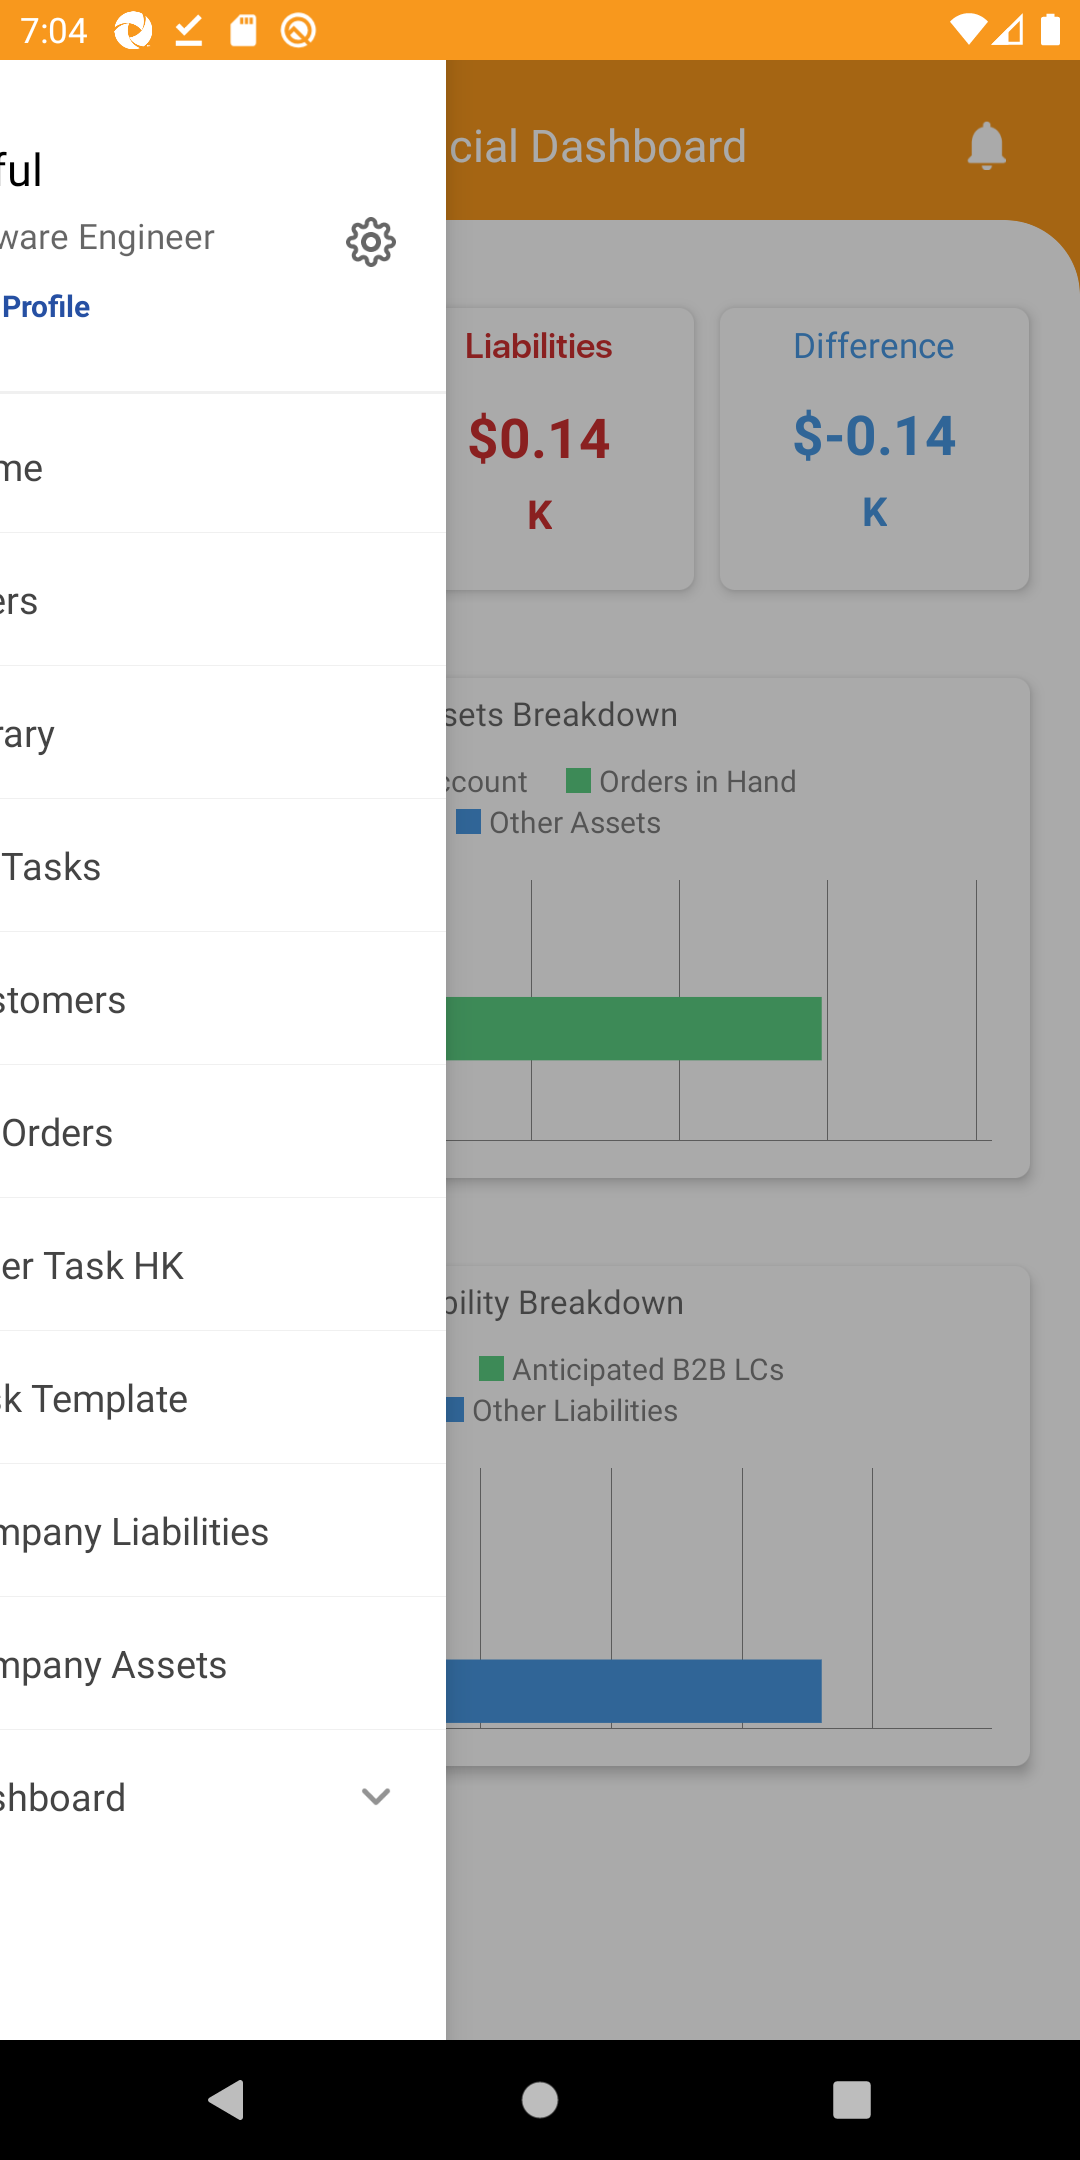 7:04
ful
ware Engineer
Profile
me
ers
rary
Tasks
stomers
Orders
er Task HK
sk Template
mpany Liabilities
mpany Assets
shboard
cial Dashboard
Liabilities
$0.14
K
Difference
$-0.14
K
sets Breakdown
ccount Orders in Hand
Other Assets
bility Breakdown
Anticipated B2B LCs
Other Liabilities